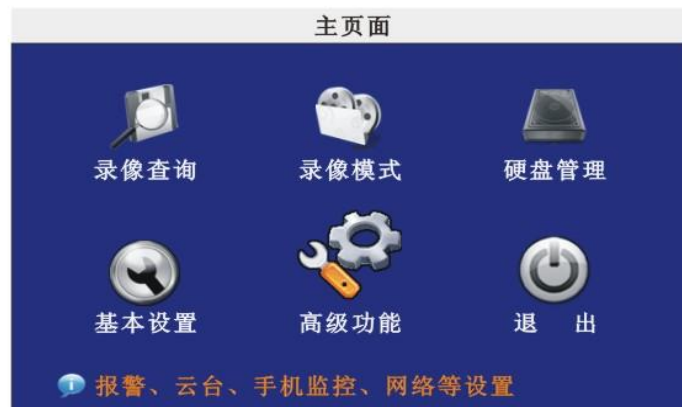 主页面
录像查询 录像模式 硬盘管理
基本设置 高级功能 退 出
报警、云台、手机监控、网络等设置